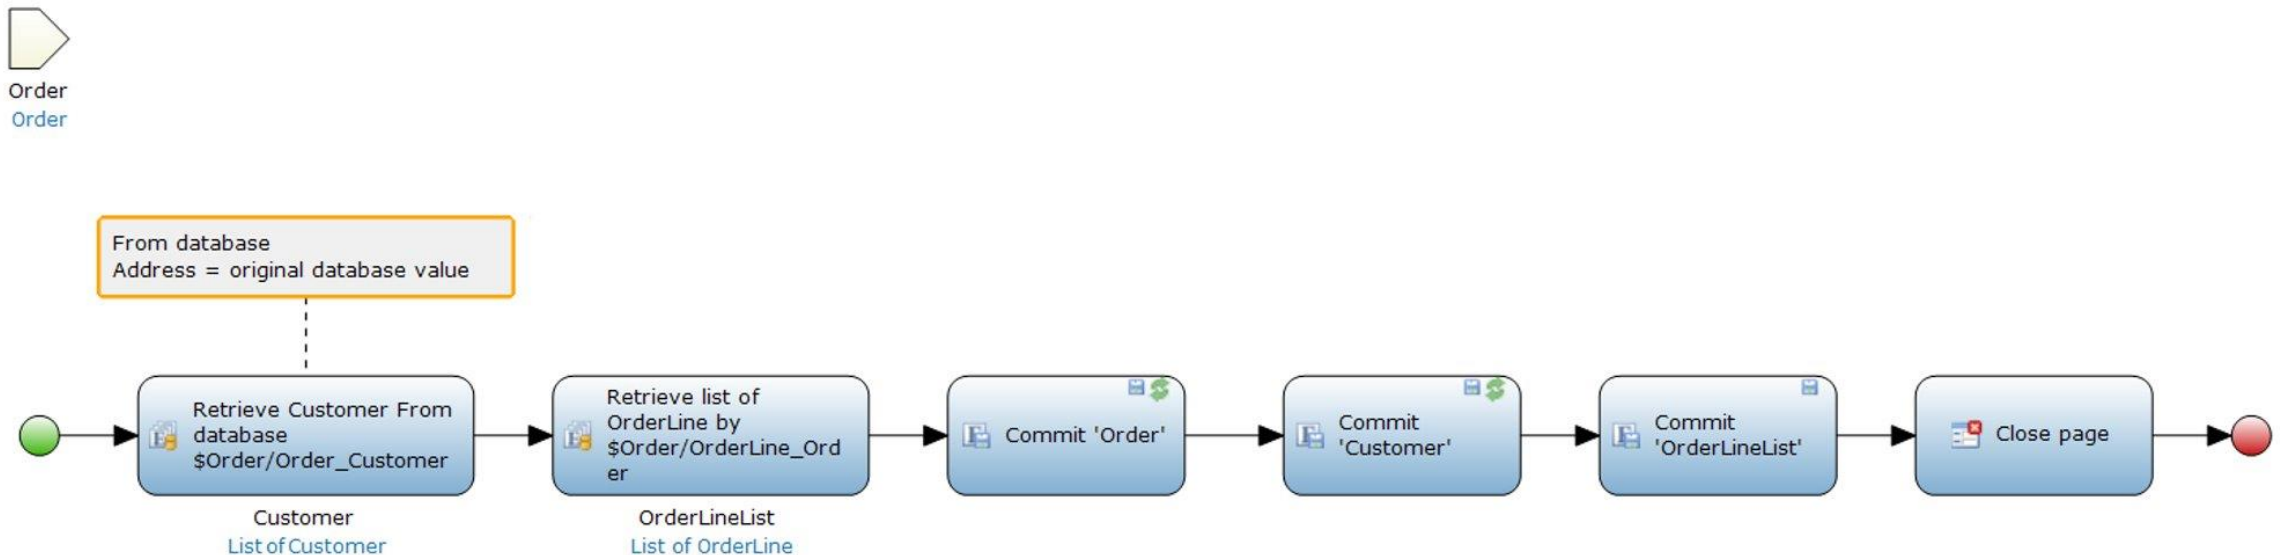 Order
Order
From database
Address = original database value
Retrieve Customer From
database
$Order/Order_Customer
Customer
List of Customer
Retrieve list of
OrderLine by
$Order/OrderLine_Ord
er
OrderLineList
List of OrderLine
Commit 'Order'
Commit
'Customer'
Commit
'OrderLineList'
Close page